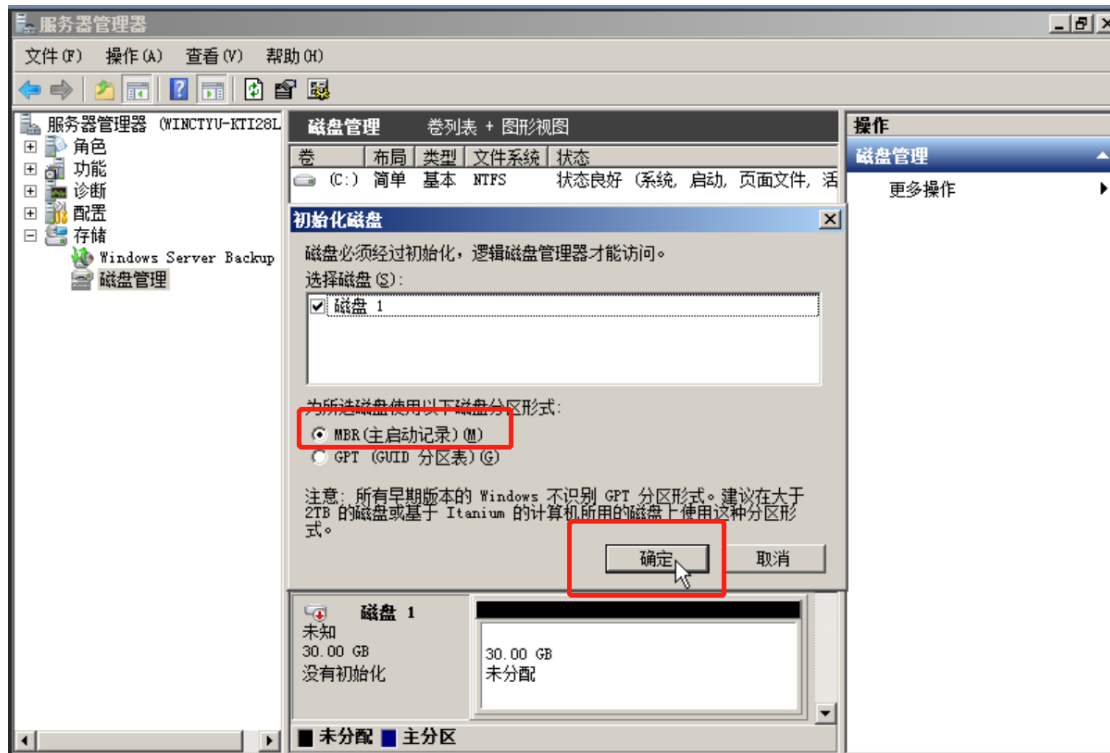 服务器管理器
文件(F) 操作(A) 查看(V) 帮助(H)
服务器管理器 (WINCTYU-KTI28L
角色
功能
诊断
配置
存储
Windows Server Backup
磁盘管理
磁盘管理 卷列表 + 图形视图
卷 布局 类型 文件系统 状态
(C:) 简单 基本 NTFS 状态良好 (系统, 启动, 页面文件, 活
初始化磁盘
磁盘必须经过初始化，逻辑磁盘管理器才能访问。
选择磁盘(S):
磁盘 1
为所选磁盘使用以下磁盘分区形式:
MBR(主启动记录)(M)
GPT (GUID 分区表)(G)
注意: 所有早期版本的 Windows 不识别 GPT 分区形式。建议在大于
2TB 的磁盘或基于 Itanium 的计算机所用的磁盘上使用这种分区形
式。
确定 取消
磁盘 1
未知
30.00 GB
没有初始化
30.00 GB
未分配
未分配 主分区
操作
磁盘管理
更多操作